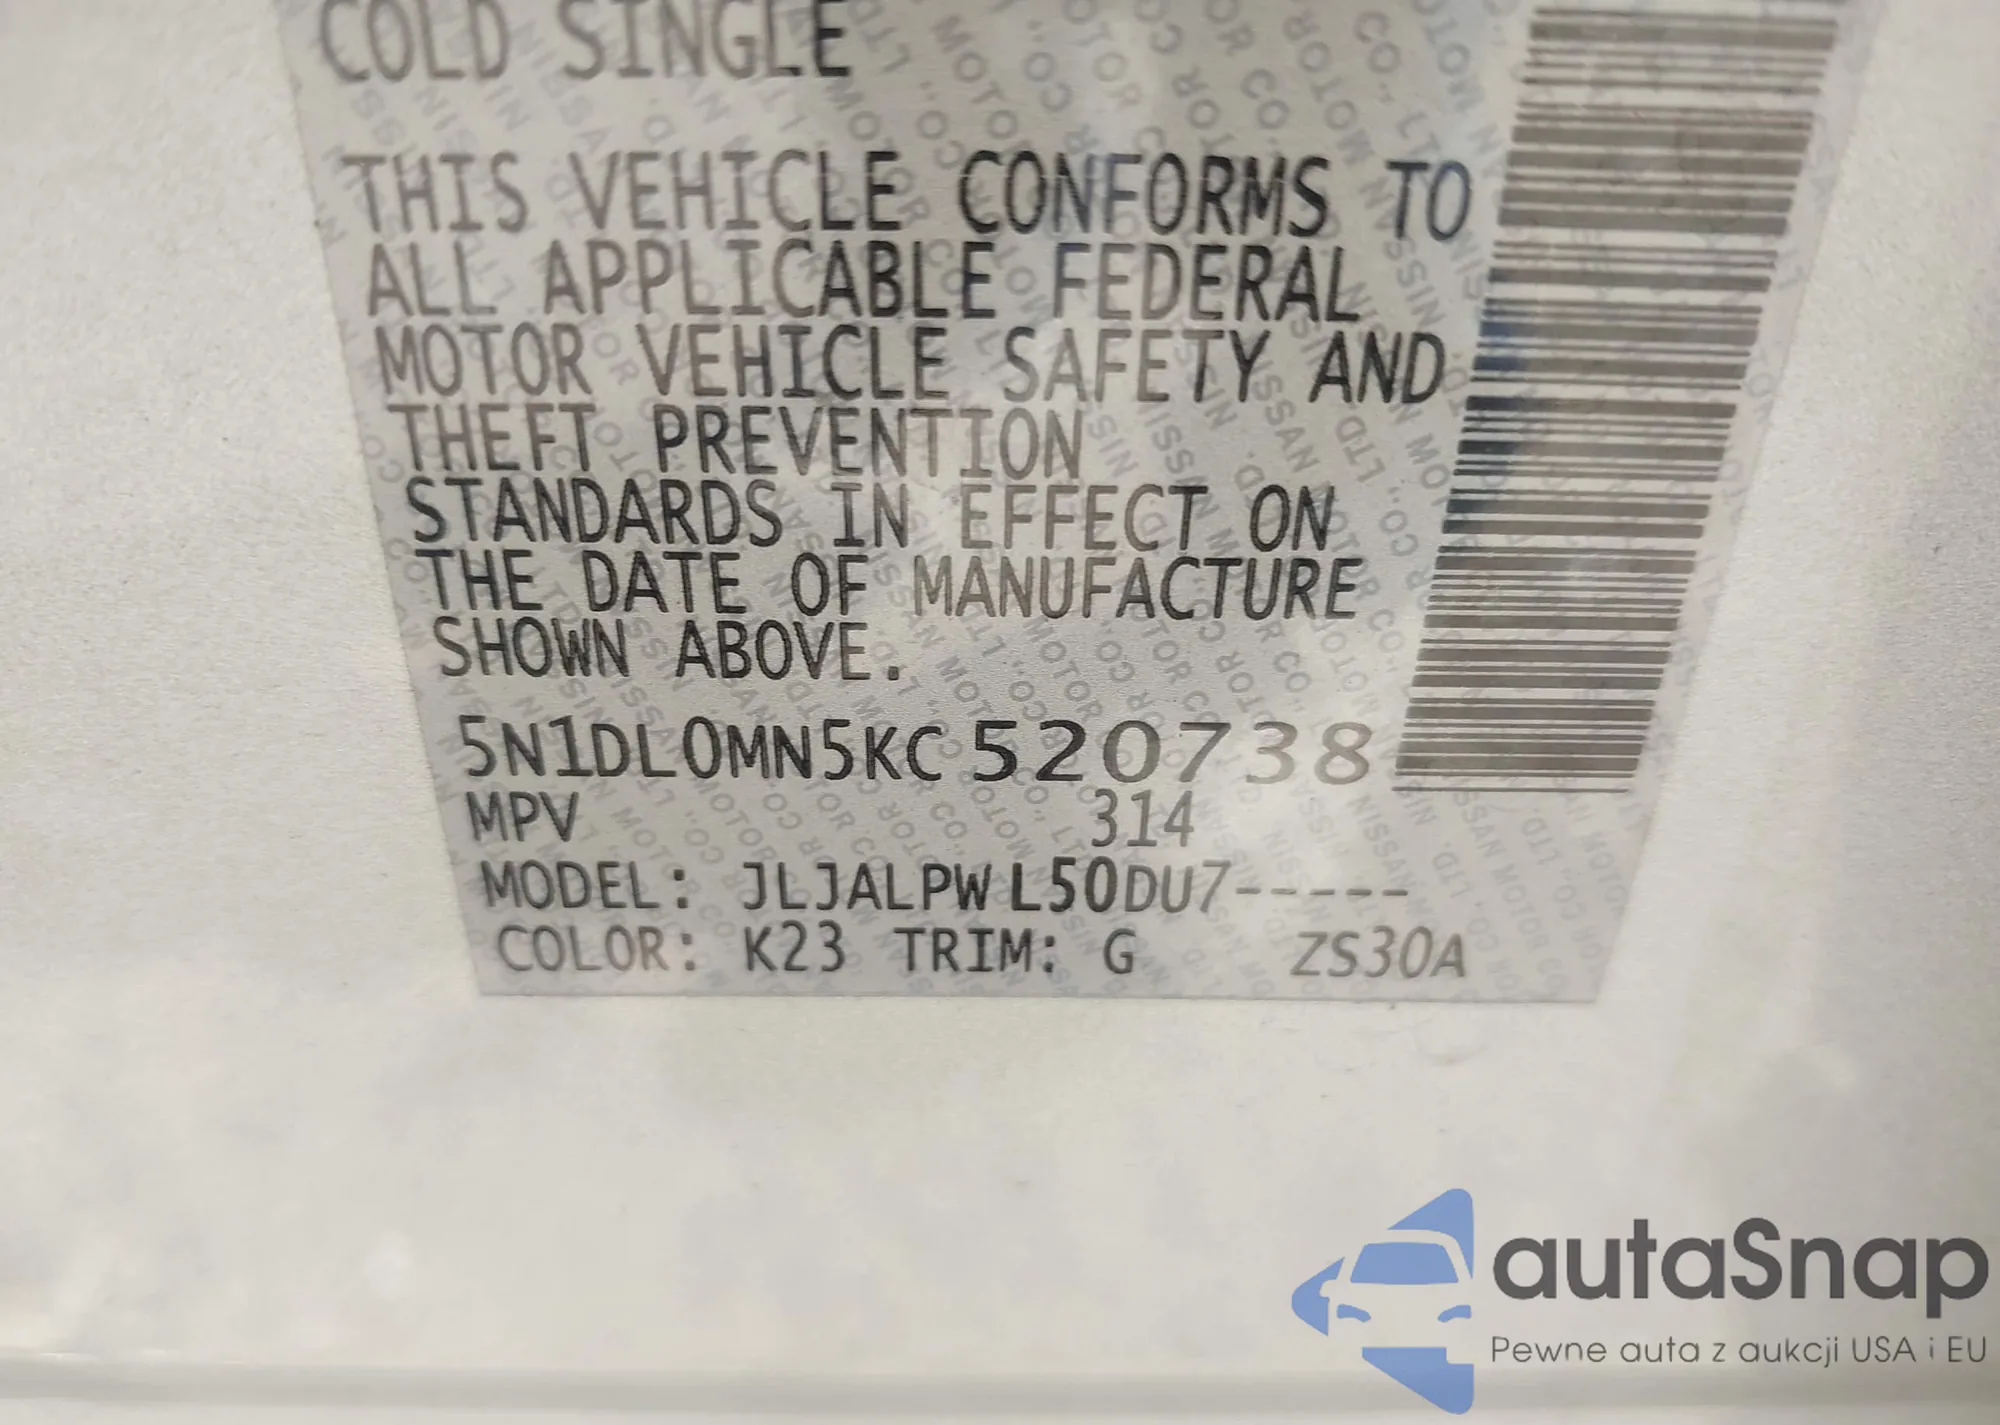 COLD SINGLE
THIS VEHICLE CONFORMS TO
ALL APPLICABLE FEDERAL
MOTOR VEHICLE SAFETY AND
THEFT PREVENTION
STANDARDS IN EFFECT ON
THE DATE OF MANUFACTURE
SHOWN ABOVE.
5N1DL0MN5KC520738
MPV 314
MODEL: JLJALPW L50DU7-----
COLOR: K23 TRIM: G ZS30A
autaSnap
Pewne auta z aukcji USA i EU